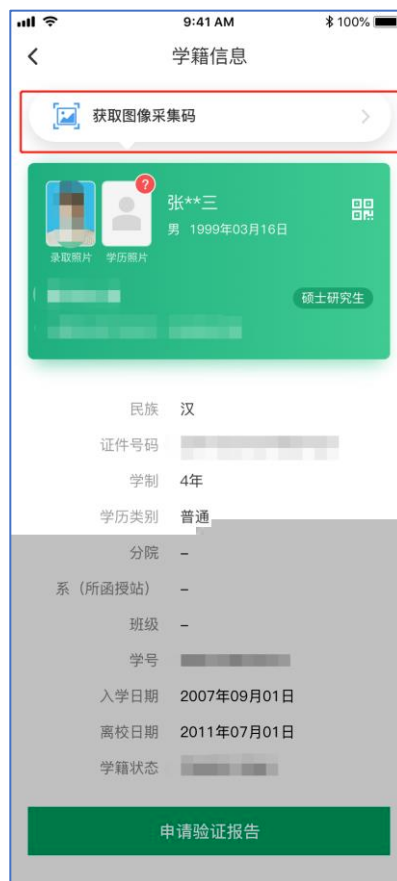 9:41 AM 100%
学籍信息
获取图像采集码
?
张**三
男 1999年03月16日
录取照片 学历照片
硕士研究生
民族 汉
证件号码
学制 4年
学历类别 普通
分院 –
系（所函授站） –
班级 –
学号
入学日期 2007年09月01日
离校日期 2011年07月01日
学籍状态
申请验证报告